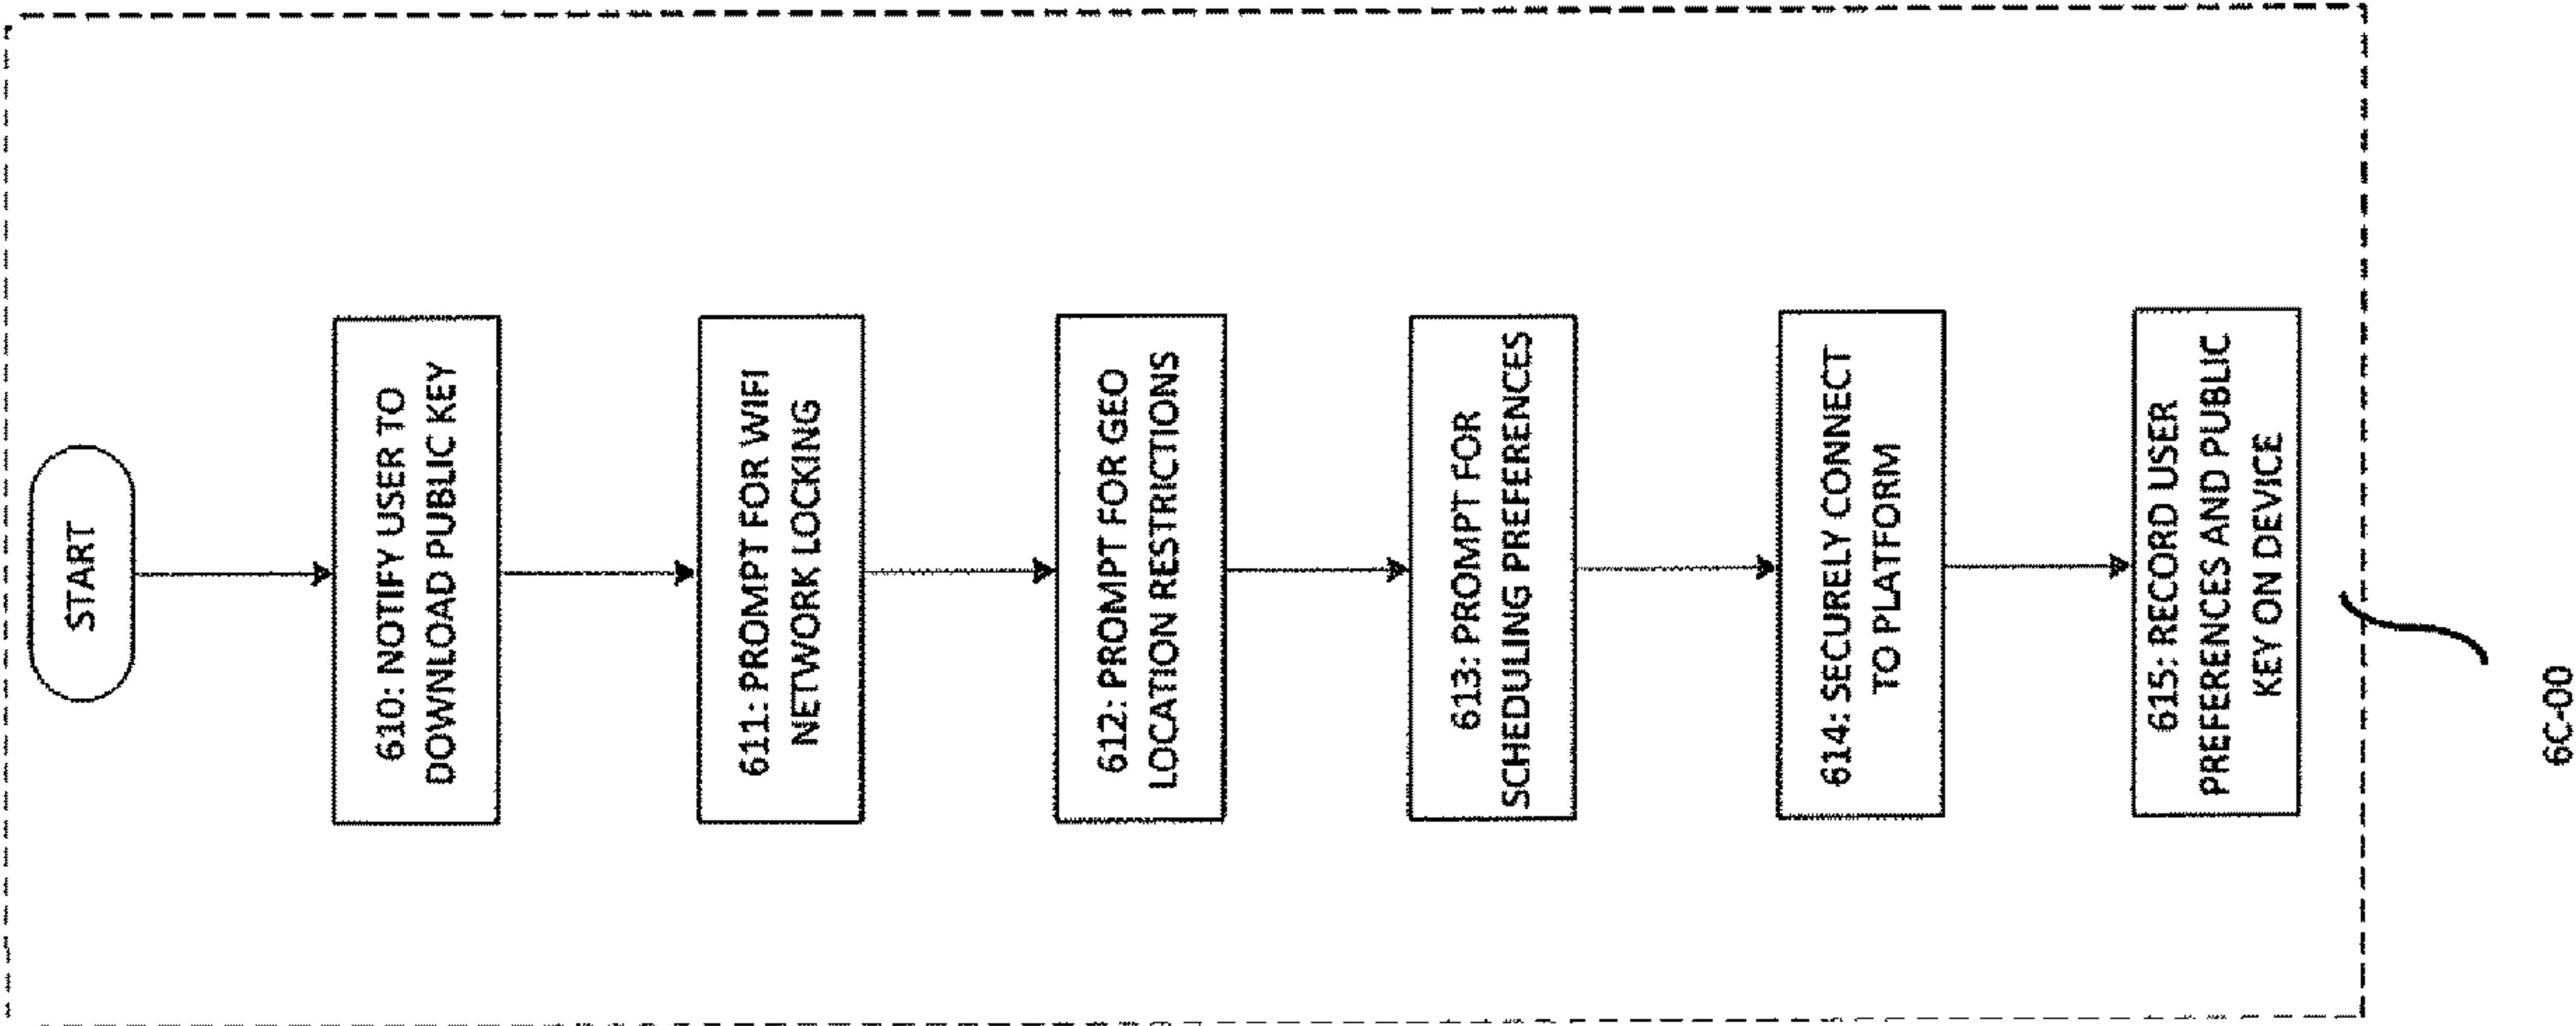 START
610: NOTIFY USER TO
DOWNLOAD PUBLIC KEY
611: PROMPT FOR WIFI
NETWORK LOCKING
612: PROMPT FOR GEO
LOCATION RESTRICTIONS
613: PROMPT FOR
SCHEDULING PREFERENCES
614: SECURELY CONNECT
TO PLATFORM
615: RECORD USER
PREFERENCES AND PUBLIC
KEY ON DEVICE
6C-00